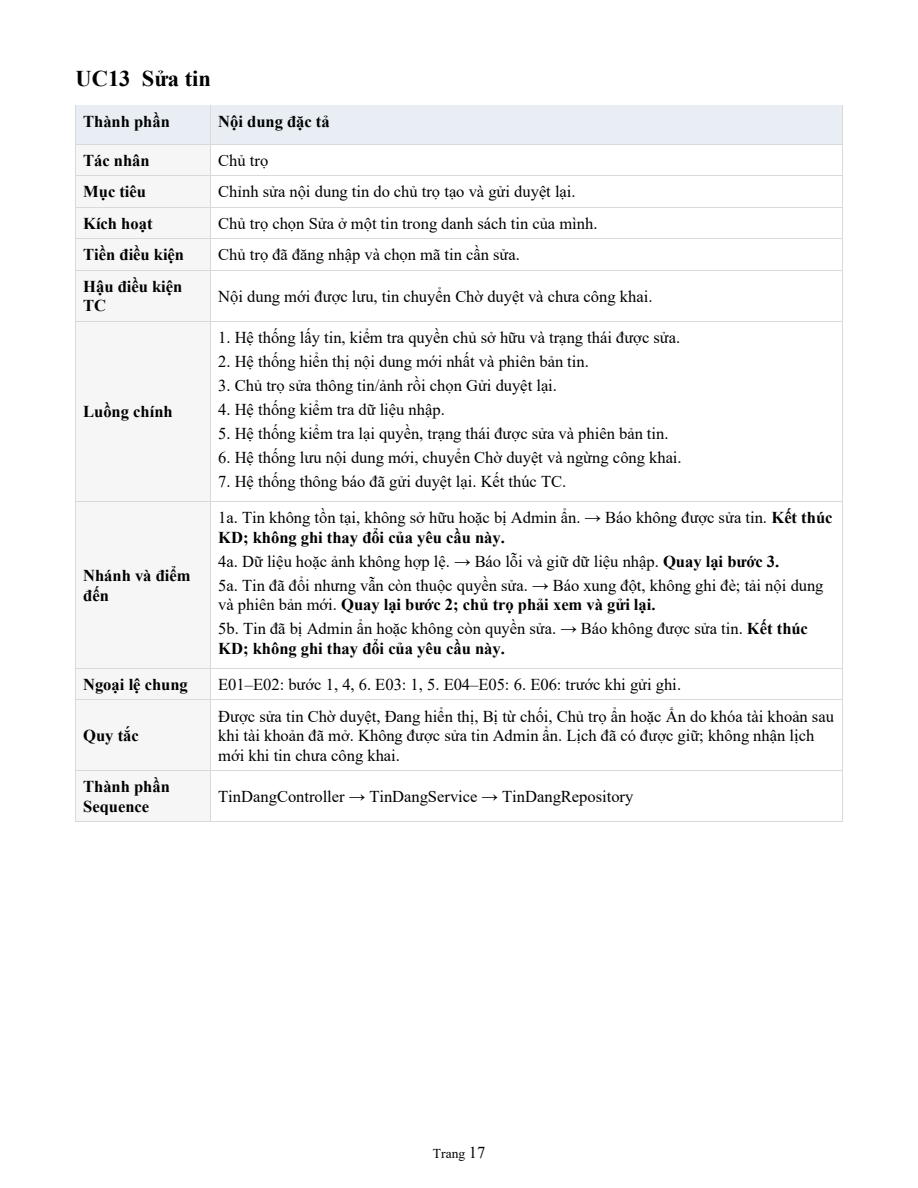 UC13 Sửa tin
Thành phần Nội dung đặc tả
Tác nhân Chủ trọ
Mục tiêu Chỉnh sửa nội dung tin do chủ trọ tạo và gửi duyệt lại.
Kích hoạt Chủ trọ chọn Sửa ở một tin trong danh sách tin của mình.
Tiền điều kiện Chủ trọ đã đăng nhập và chọn mã tin cần sửa.
Hậu điều kiện
TC
Nội dung mới được lưu, tin chuyển Chờ duyệt và chưa công khai.
Luồng chính
1. Hệ thống lấy tin, kiểm tra quyền chủ sở hữu và trạng thái được sửa.
2. Hệ thống hiển thị nội dung mới nhất và phiên bản tin.
3. Chủ trọ sửa thông tin/ảnh rồi chọn Gửi duyệt lại.
4. Hệ thống kiểm tra dữ liệu nhập.
5. Hệ thống kiểm tra lại quyền, trạng thái được sửa và phiên bản tin.
6. Hệ thống lưu nội dung mới, chuyển Chờ duyệt và ngừng công khai.
7. Hệ thống thông báo đã gửi duyệt lại. Kết thúc TC.
Nhánh và điểm
đến
1a. Tin không tồn tại, không sở hữu hoặc bị Admin ẩn. → Báo không được sửa tin. Kết thúc
KD; không ghi thay đổi của yêu cầu này.
4a. Dữ liệu hoặc ảnh không hợp lệ. → Báo lỗi và giữ dữ liệu nhập. Quay lại bước 3.
5a. Tin đã đổi nhưng vẫn còn thuộc quyền sửa. → Báo xung đột, không ghi đè; tải nội dung
và phiên bản mới. Quay lại bước 2; chủ trọ phải xem và gửi lại.
5b. Tin đã bị Admin ẩn hoặc không còn quyền sửa. → Báo không được sửa tin. Kết thúc
KD; không ghi thay đổi của yêu cầu này.
Ngoại lệ chung E01–E02: bước 1, 4, 6. E03: 1, 5. E04–E05: 6. E06: trước khi gửi ghi.
Quy tắc
Được sửa tin Chờ duyệt, Đang hiển thị, Bị từ chối, Chủ trọ ẩn hoặc Ẩn do khóa tài khoản sau
khi tài khoản đã mở. Không được sửa tin Admin ẩn. Lịch đã có được giữ; không nhận lịch
mới khi tin chưa công khai.
Thành phần
Sequence
TinDangController → TinDangService → TinDangRepository
Trang 17